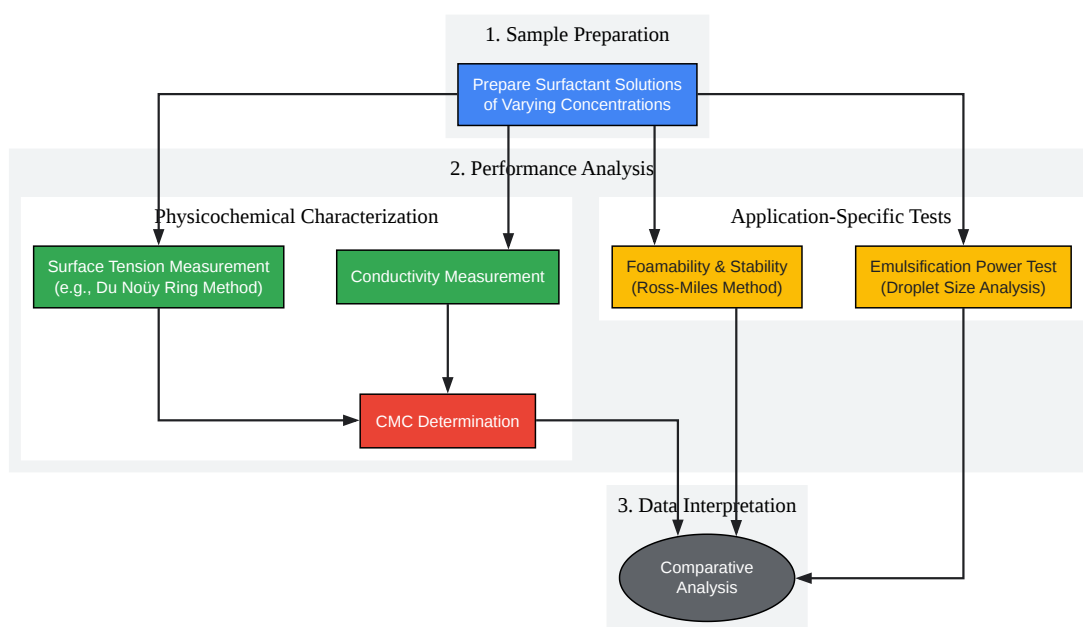 1. Sample Preparation
Prepare Surfactant Solutions
of Varying Concentrations
2. Performance Analysis
Physicochemical Characterization
Application-Specific Tests
Surface Tension Measurement
(e.g., Du Noüy Ring Method)
Conductivity Measurement
Foamability & Stability
(Ross-Miles Method)
Emulsification Power Test
(Droplet Size Analysis)
CMC Determination
3. Data Interpretation
Comparative
Analysis